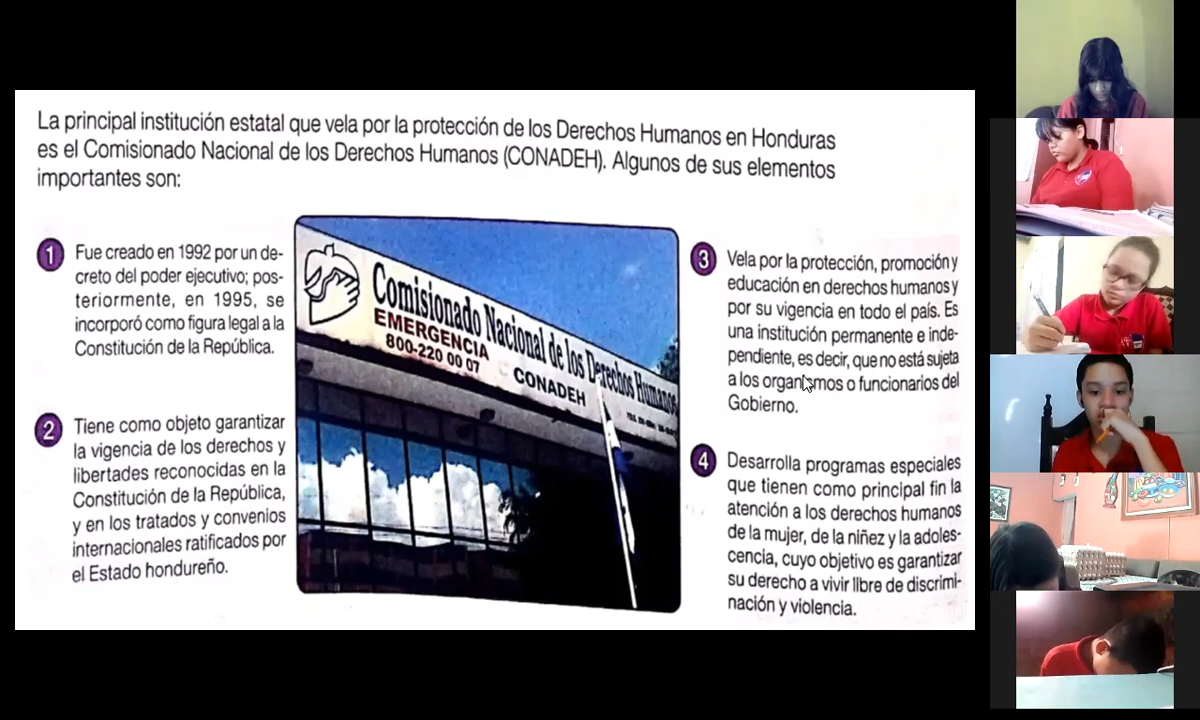 La principal institución estatal que vela por la protección de los Derechos Humanos en Honduras
es el Comisionado Nacional de los Derechos Humanos (CONADEH). Algunos de sus elementos
importantes son:
1
Fue creado en 1992 por un de-
creto del poder ejecutivo; pos-
teriormente, en 1995, se
incorporó como figura legal a la
Constitución de la República.
2
Tiene como objeto garantizar
la vigencia de los derechos y
libertades reconocidas en la
Constitución de la República,
y en los tratados y convenios
internacionales ratificados por
el Estado hondureño.
Comisionado Nacional de los Derechos Humanos
EMERGENCIA
800-220 00 07
CONADEH
3
Vela por la protección, promoción y
educación en derechos humanos y
por su vigencia en todo el país. Es
una institución permanente e inde-
pendiente, es decir, que no está sujeta
a los organismos o funcionarios del
Gobierno.
4
Desarrolla programas especiales
que tienen como principal fin la
atención a los derechos humanos
de la mujer, de la niñez y la adoles-
cencia, cuyo objetivo es garantizar
su derecho a vivir libre de discrimi-
nación y violencia.